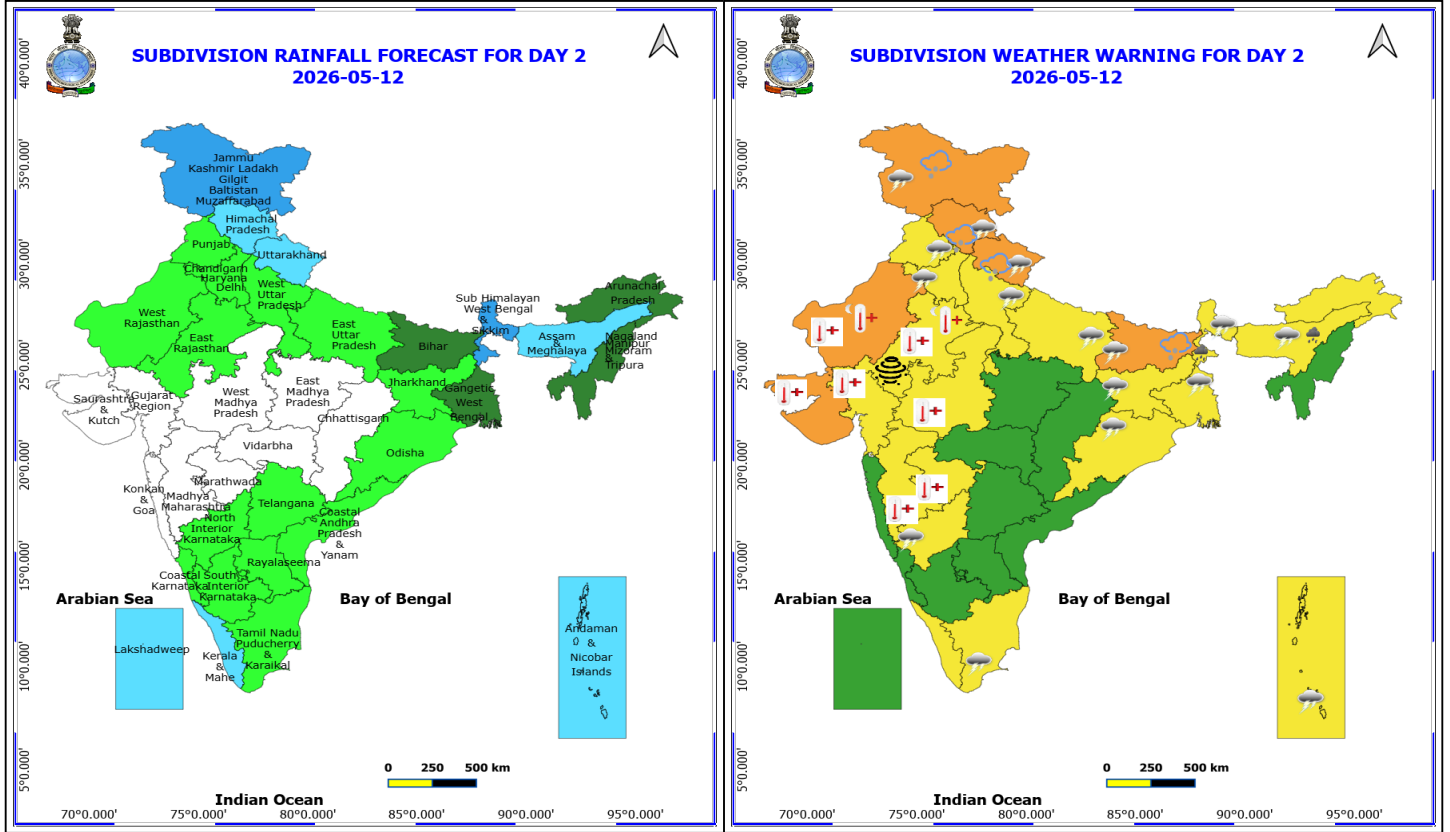 SUBDIVISION RAINFALL FORECAST FOR DAY 2
2026-05-12
40°0.000'
35°0.000'
30°0.000'
25°0.000'
20°0.000'
15°0.000'
10°0.000'
5°0.000'
Jammu
Kashmir Ladakh
Gilgit
Baltistan
Muzaffarabad
Himachal
Pradesh
Punjab
Uttarakhand
Chandigarh
Haryana
Delhi
West
Uttar
Pradesh
West
Rajasthan
East
Rajasthan
East
Uttar
Pradesh
Bihar
Sub Himalayan
West Bengal
&
Sikkim
Arunachal
Pradesh
Assam
&
Meghalaya
Nagaland
Manipur
Mizoram
&
Tripura
Jharkhand
Gangetic
West
Bengal
Saurashtra
&
Kutch
Gujarat
Region
West
Madhya
Pradesh
East
Madhya
Pradesh
Chhattisgarh
Vidarbha
Odisha
Konkan
&
Goa
Madhya
Maharashtra
Marathwada
Telangana
North
Interior
Karnataka
Coastal
Andhra
Pradesh
&
Yanam
Rayalaseema
Coastal
Karnataka
South
Interior
Karnataka
Tamil Nadu
Puducherry
&
Karaikal
Kerala
&
Mahe
Lakshadweep
Andaman
&
Nicobar
Islands
Arabian Sea
Bay of Bengal
Indian Ocean
0 250 500 km
70°0.000' 75°0.000' 80°0.000' 85°0.000' 90°0.000' 95°0.000'
SUBDIVISION WEATHER WARNING FOR DAY 2
2026-05-12
40°0.000'
35°0.000'
30°0.000'
25°0.000'
20°0.000'
15°0.000'
10°0.000'
5°0.000'
Arabian Sea
Bay of Bengal
Indian Ocean
0 250 500 km
70°0.000' 75°0.000' 80°0.000' 85°0.000' 90°0.000' 95°0.000'